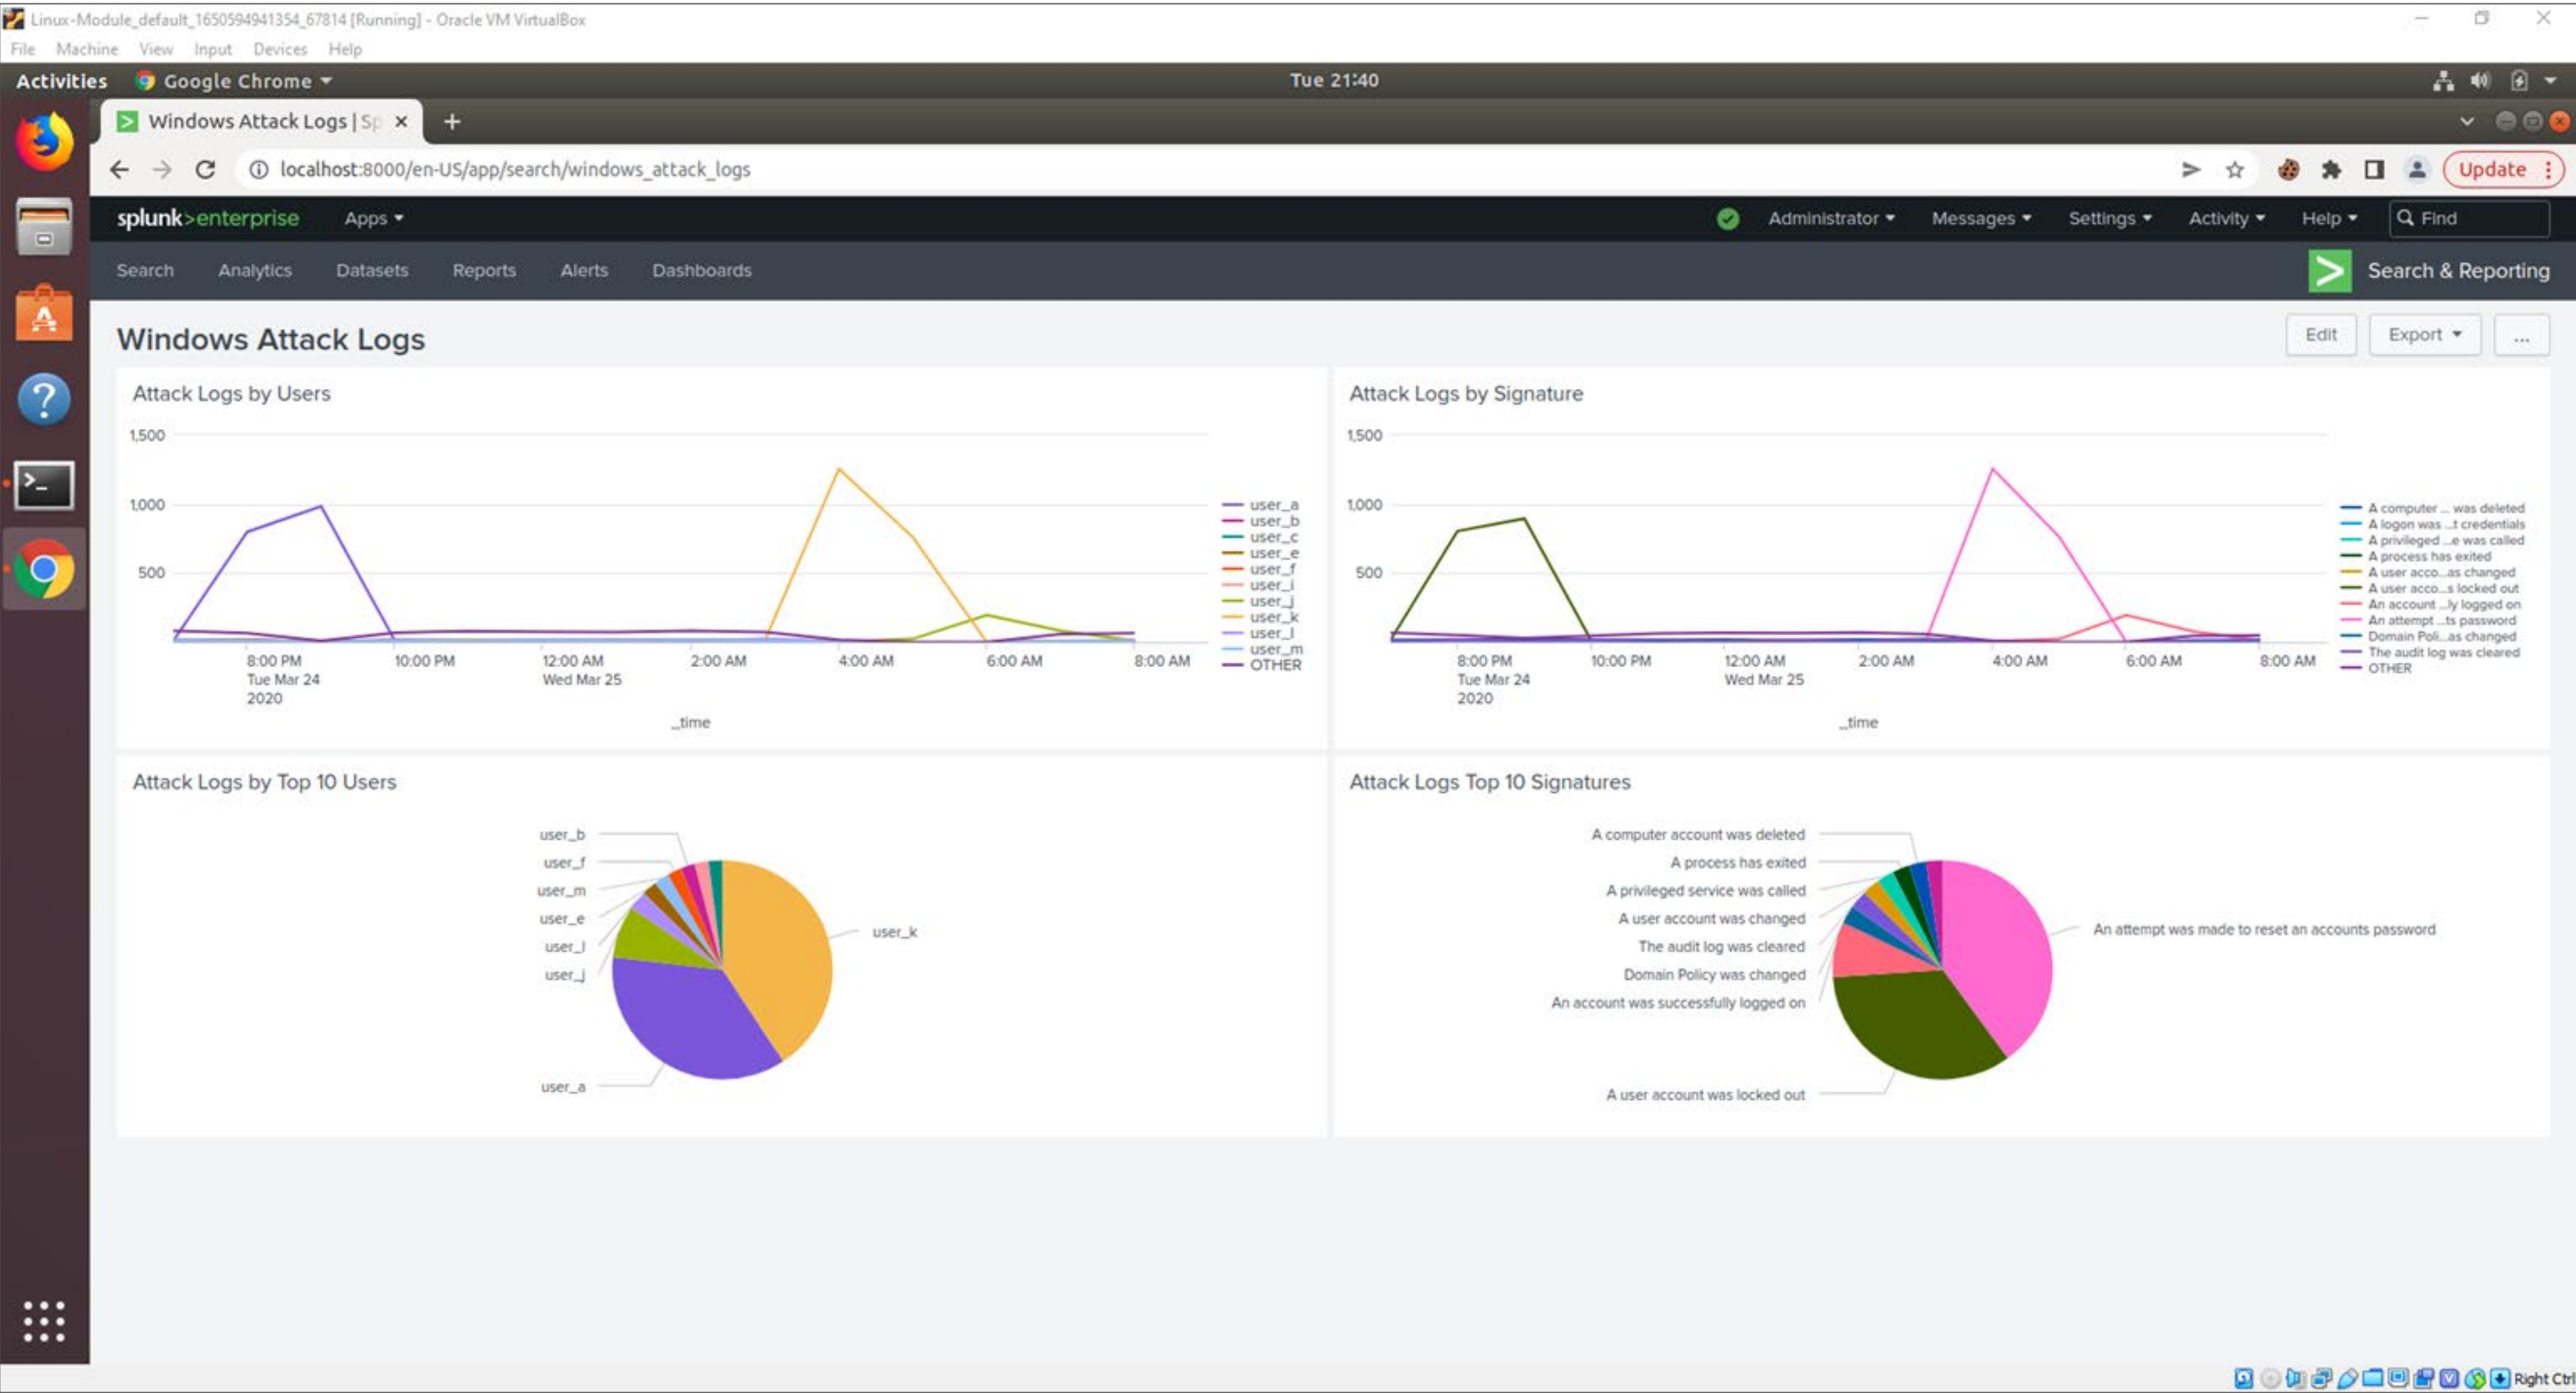 Linux-Module_default_1650594941354_67814 [Running] - Oracle VM VirtualBox
File Machine View Input Devices Help
Activities Google Chrome Tue 21:40
Windows Attack Logs | Sp
localhost:8000/en-US/app/search/windows_attack_logs Update
splunk>enterprise Apps Administrator Messages Settings Activity Help Find
Search Analytics Datasets Reports Alerts Dashboards Search & Reporting
Windows Attack Logs Edit Export ...
Attack Logs by Users
1,500
1,000
500
8:00 PM 10:00 PM 12:00 AM 2:00 AM 4:00 AM 6:00 AM 8:00 AM
Tue Mar 24 Wed Mar 25
2020
_time
user_a
user_b
user_c
user_e
user_f
user_i
user_j
user_k
user_l
user_m
OTHER
Attack Logs by Signature
1,500
1,000
500
8:00 PM 10:00 PM 12:00 AM 2:00 AM 4:00 AM 6:00 AM 8:00 AM
Tue Mar 24 Wed Mar 25
2020
_time
A computer ... was deleted
A logon was ...t credentials
A privileged ...e was called
A process has exited
A user acco...as changed
A user acco...s locked out
An account ...ly logged on
An attempt ...ts password
Domain Poli...as changed
The audit log was cleared
OTHER
Attack Logs by Top 10 Users
user_b
user_f
user_m
user_e
user_l
user_j
user_a
user_k
Attack Logs Top 10 Signatures
A computer account was deleted
A process has exited
A privileged service was called
A user account was changed
The audit log was cleared
Domain Policy was changed
An account was successfully logged on
A user account was locked out
An attempt was made to reset an accounts password
Right Ctrl